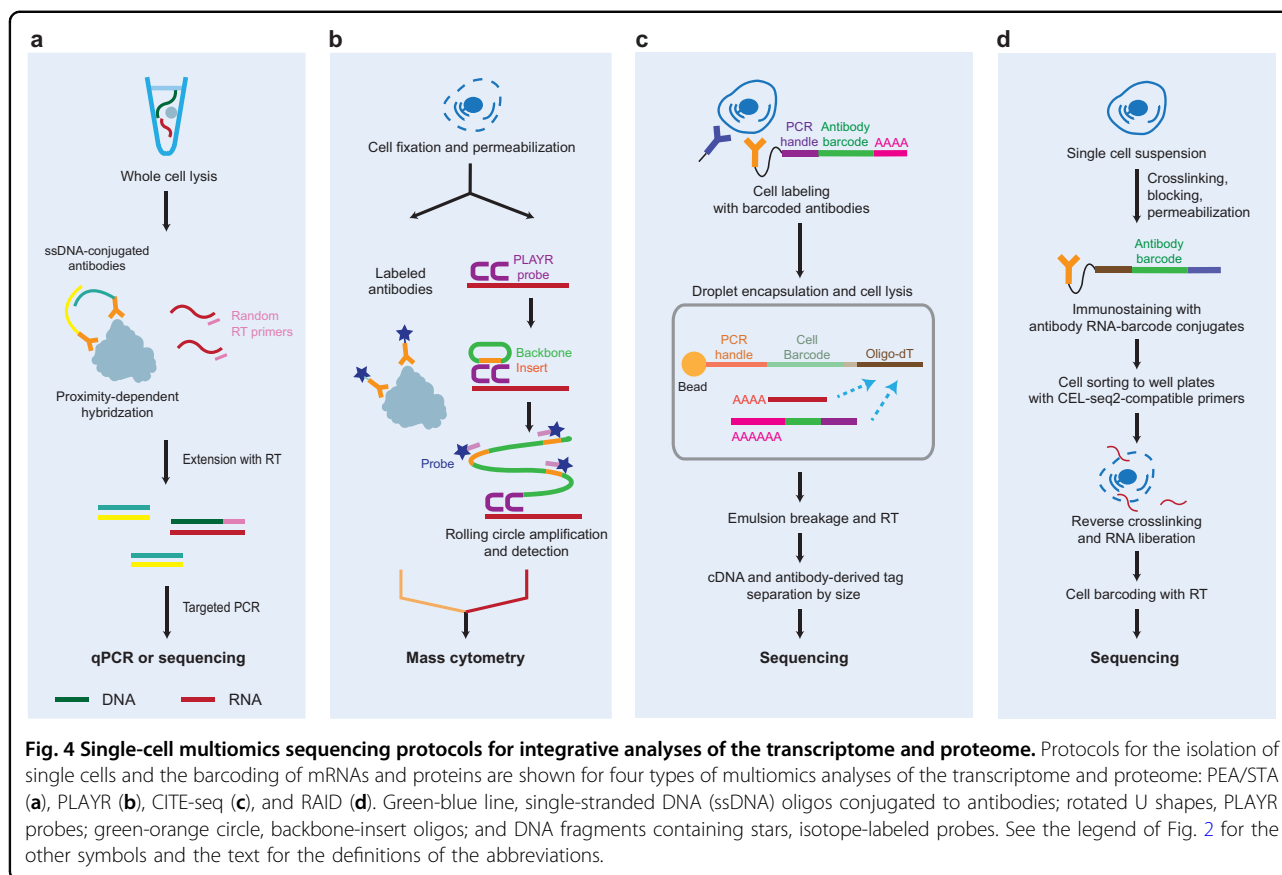 a
Whole cell lysis
ssDNA-conjugated
antibodies
Random
RT primers
Proximity-dependent
hybridzation
Extension with RT
Targeted PCR
qPCR or sequencing
DNA
RNA
b
Cell fixation and permeabilization
Labeled
antibodies
PLAYR
probe
CC
Backbone
Insert
CC
Probe
CC
Rolling circle amplification
and detection
Mass cytometry
c
PCR
handle
Antibody
barcode
AAAA
Cell labeling
with barcoded antibodies
Droplet encapsulation and cell lysis
PCR
handle
Cell
Barcode
Oligo-dT
Bead
AAAA
AAAAAA
Emulsion breakage and RT
cDNA and antibody-derived tag
separation by size
Sequencing
d
Single cell suspension
Crosslinking,
blocking,
permeabilization
Antibody
barcode
Immunostaining with
antibody RNA-barcode conjugates
Cell sorting to well plates
with CEL-seq2-compatible primers
Reverse crosslinking
and RNA liberation
Cell barcoding with RT
Sequencing
Fig. 4 Single-cell multiomics sequencing protocols for integrative analyses of the transcriptome and proteome. Protocols for the isolation of
single cells and the barcoding of mRNAs and proteins are shown for four types of multiomics analyses of the transcriptome and proteome: PEA/STA
(a), PLAYR (b), CITE-seq (c), and RAID (d). Green-blue line, single-stranded DNA (ssDNA) oligos conjugated to antibodies; rotated U shapes, PLAYR
probes; green-orange circle, backbone-insert oligos; and DNA fragments containing stars, isotope-labeled probes. See the legend of Fig. 2 for the
other symbols and the text for the definitions of the abbreviations.